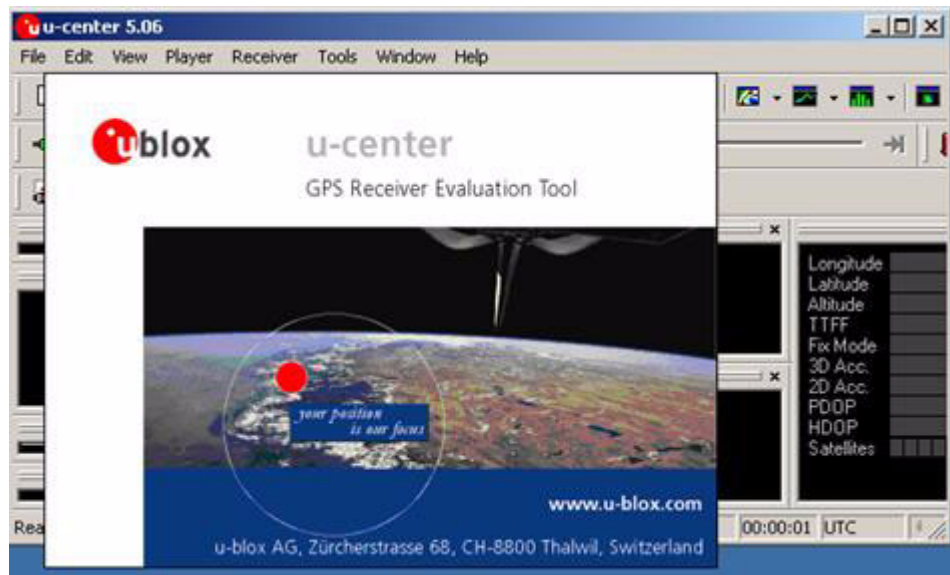 u-center 5.06
File Edit View Player Receiver Tools Window Help
ublox
u-center
GPS Receiver Evaluation Tool
your position
is our focus
www.u-blox.com
u-blox AG, Zürcherstrasse 68, CH-8800 Thalwil, Switzerland
Longitude
Latitude
Altitude
TTFF
Fix Mode
3D Acc.
2D Acc.
PDOP
HDOP
Satellites
00:00:01 UTC